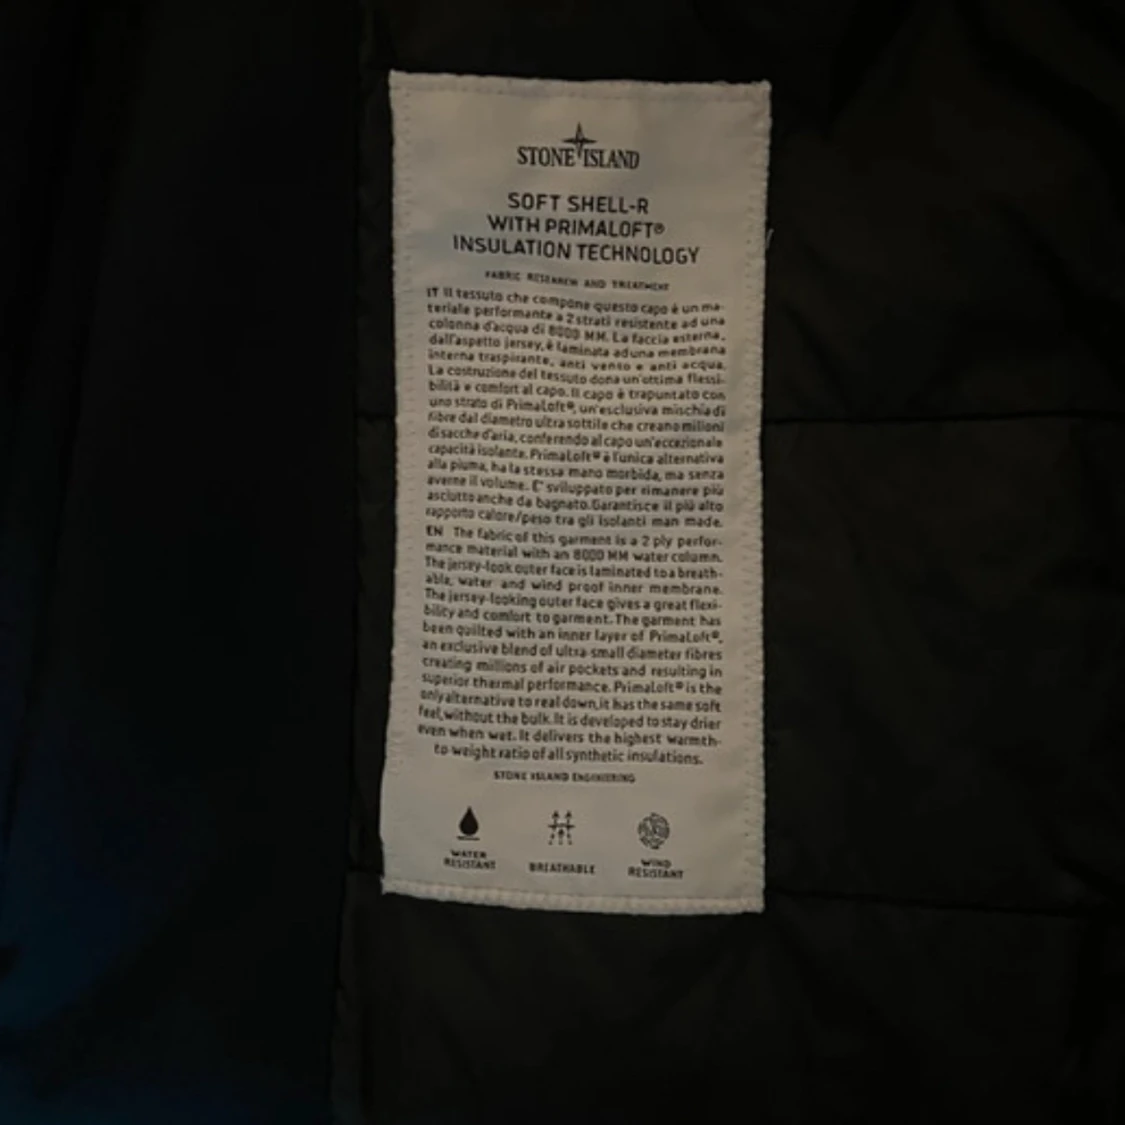 STONE ISLAND
SOFT SHELL-R
WITH PRIMALOFT®
INSULATION TECHNOLOGY
FABRIC RESEARCH AND TREATMENT
IT Il tessuto che compone questo capo è un ma-
teriale performante a 2 strati resistente ad una
colonna d'acqua di 8000 MM. La faccia esterna,
dall'aspetto jersey, è laminata ad una membrana
interna traspirante, anti vento e anti acqua.
La costruzione del tessuto dona un'ottima flessi-
bilità e comfort al capo. Il capo è trapuntato con
uno strato di PrimaLoft®, un'esclusiva mischia di
fibre dal diametro ultra sottile che creano milioni
di sacche d'aria, conferendo al capo un'eccezionale
capacità isolante. PrimaLoft® è l'unica alternativa
alla piuma, ha la stessa mano morbida, ma senza
averne il volume. E' sviluppato per rimanere più
asciutto anche da bagnato. Garantisce il più alto
rapporto calore/peso tra gli isolanti man made.
EN The fabric of this garment is a 2 ply perfor-
mance material with an 8000 MM water column.
The jersey-look outer face is laminated to a breath-
able, water and wind proof inner membrane.
The jersey-looking outer face gives a great flexi-
bility and comfort to garment. The garment has
been quilted with an inner layer of PrimaLoft®,
an exclusive blend of ultra-small diameter fibres
creating millions of air pockets and resulting in
superior thermal performance. PrimaLoft® is the
only alternative to real down, it has the same soft
feel, without the bulk. It is developed to stay drier
even when wet. It delivers the highest warmth-
to-weight ratio of all synthetic insulations.
STONE ISLAND ENGINEERING
WATER
RESISTANT
BREATHABLE
WIND
RESISTANT